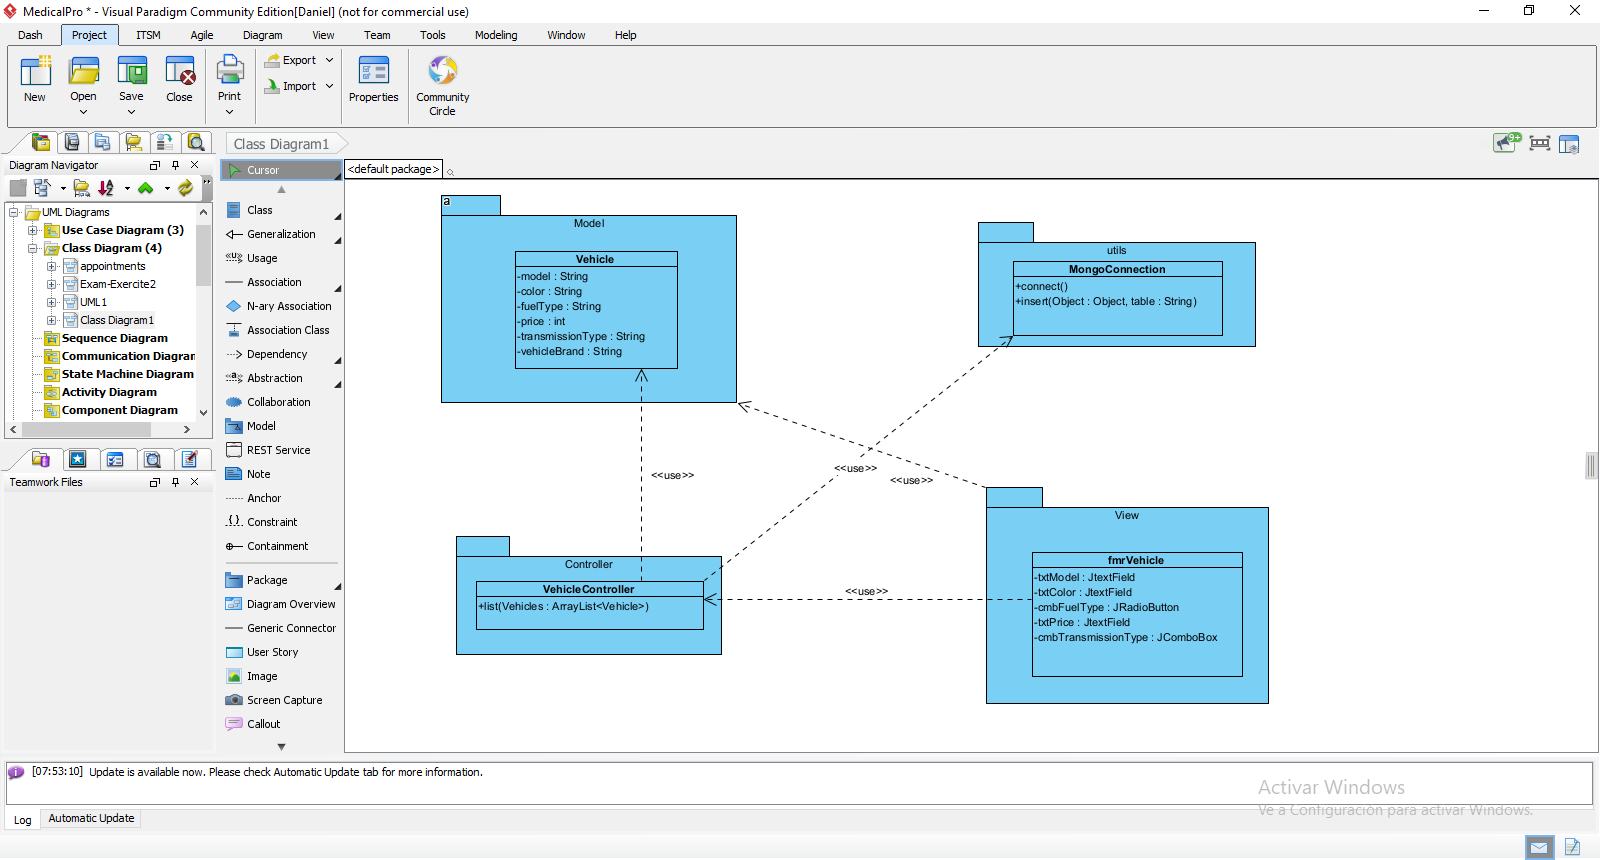 MedicalPro * - Visual Paradigm Community Edition[Daniel] (not for commercial use)
Dash Project ITSM Agile Diagram View Team Tools Modeling Window Help
New Open Save Close Print Export Import Properties Community Circle
Class Diagram1
9+
Diagram Navigator
UML Diagrams
Use Case Diagram (3)
Class Diagram (4)
appointments
Exam-Exercite2
UML1
Class Diagram1
Sequence Diagram
Communication Diagran
State Machine Diagram
Activity Diagram
Component Diagram
Teamwork Files
Cursor
Class
Generalization
Usage
Association
N-ary Association
Association Class
Dependency
Abstraction
Collaboration
Model
REST Service
Note
Anchor
Constraint
Containment
Package
Diagram Overview
Generic Connector
User Story
Image
Screen Capture
Callout
<default package>
a
Model
Vehicle
-model : String
-color : String
-fuelType : String
-price : int
-transmissionType : String
-vehicleBrand : String
utils
MongoConnection
+connect()
+insert(Object : Object, table : String)
<<use>>
<<use>>
<<use>>
<<use>>
Controller
VehicleController
+list(Vehicles : ArrayList<Vehicle>)
View
fmrVehicle
-txtModel : JtextField
-txtColor : JtextField
-cmbFuelType : JRadioButton
-txtPrice : JtextField
-cmbTransmissionType : JComboBox
[07:53:10] Update is available now. Please check Automatic Update tab for more information.
Log Automatic Update
Activar Windows
Ve a Configuración para activar Windows.